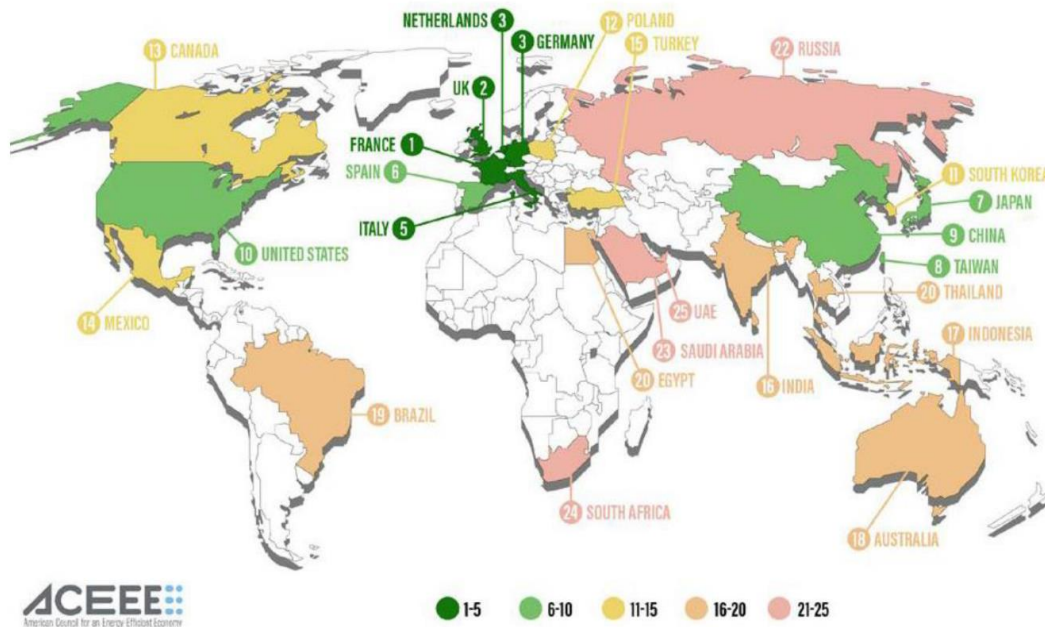 NETHERLANDS 3
12 POLAND
13 CANADA
3 GERMANY
15 TURKEY
22 RUSSIA
UK 2
FRANCE 1
SPAIN 6
11 SOUTH KOREA
7 JAPAN
ITALY 5
10 UNITED STATES
9 CHINA
8 TAIWAN
20 THAILAND
25 UAE
14 MEXICO
17 INDONESIA
23 SAUDI ARABIA
20 EGYPT
16 INDIA
19 BRAZIL
24 SOUTH AFRICA
18 AUSTRALIA
ACEEE
American Council for an Energy-Efficient Economy
1-5
6-10
11-15
16-20
21-25